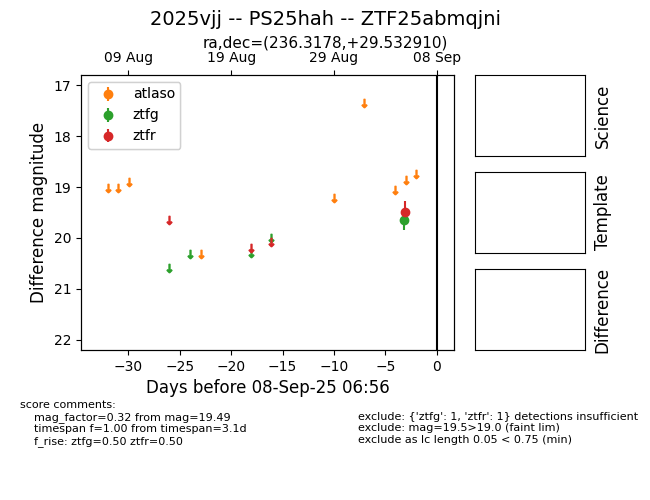 2025vjj -- PS25hah -- ZTF25abmqjni
ra,dec=(236.3178,+29.532910)
09 Aug
19 Aug
29 Aug
08 Sep
17
18
19
20
21
22
Difference magnitude
atlaso
ztfg
ztfr
−30
−25
−20
−15
−10
−5
0
Days before 08-Sep-25 06:56
Science
Template
Difference
score comments:
mag_factor=0.32 from mag=19.49
timespan f=1.00 from timespan=3.1d
f_rise: ztfg=0.50 ztfr=0.50
exclude: {'ztfg': 1, 'ztfr': 1} detections insufficient
exclude: mag=19.5>19.0 (faint lim)
exclude as lc length 0.05 < 0.75 (min)